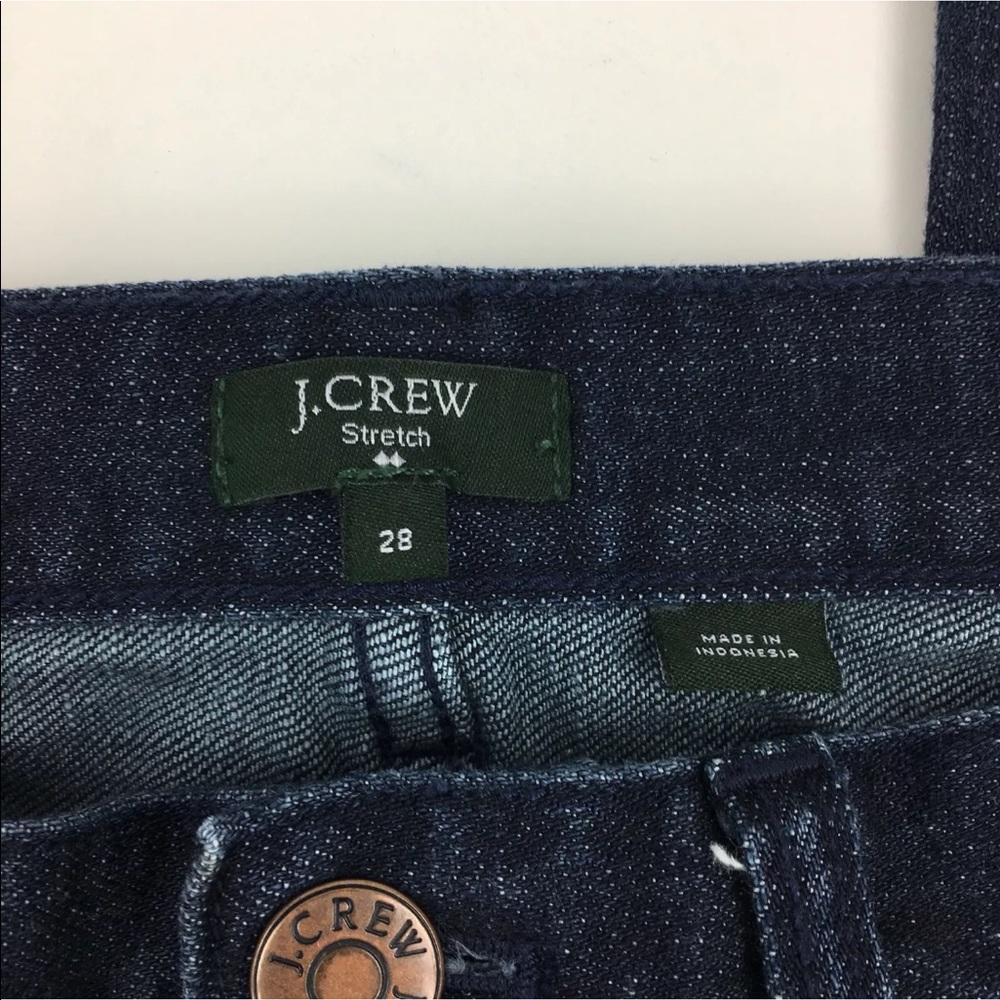 J.CREW
Stretch
28
MADE IN
INDONESIA
J.CREW J